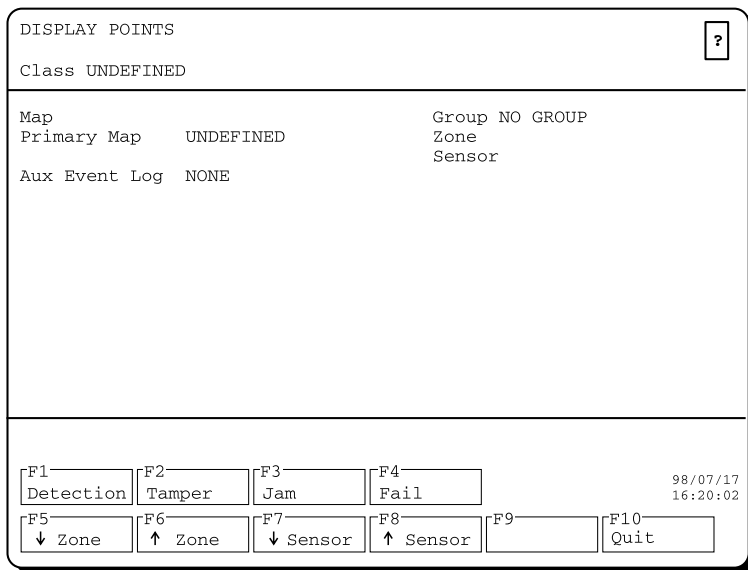 DISPLAY POINTS
?
Class UNDEFINED
Map
Group NO GROUP
Primary Map UNDEFINED
Zone
Sensor
Aux Event Log NONE
F1 F2 F3 F4
Detection Tamper Jam Fail
98/07/17
16:20:02
F5 F6 F7 F8 F9 F10
↓ Zone ↑ Zone ↓ Sensor ↑ Sensor Quit